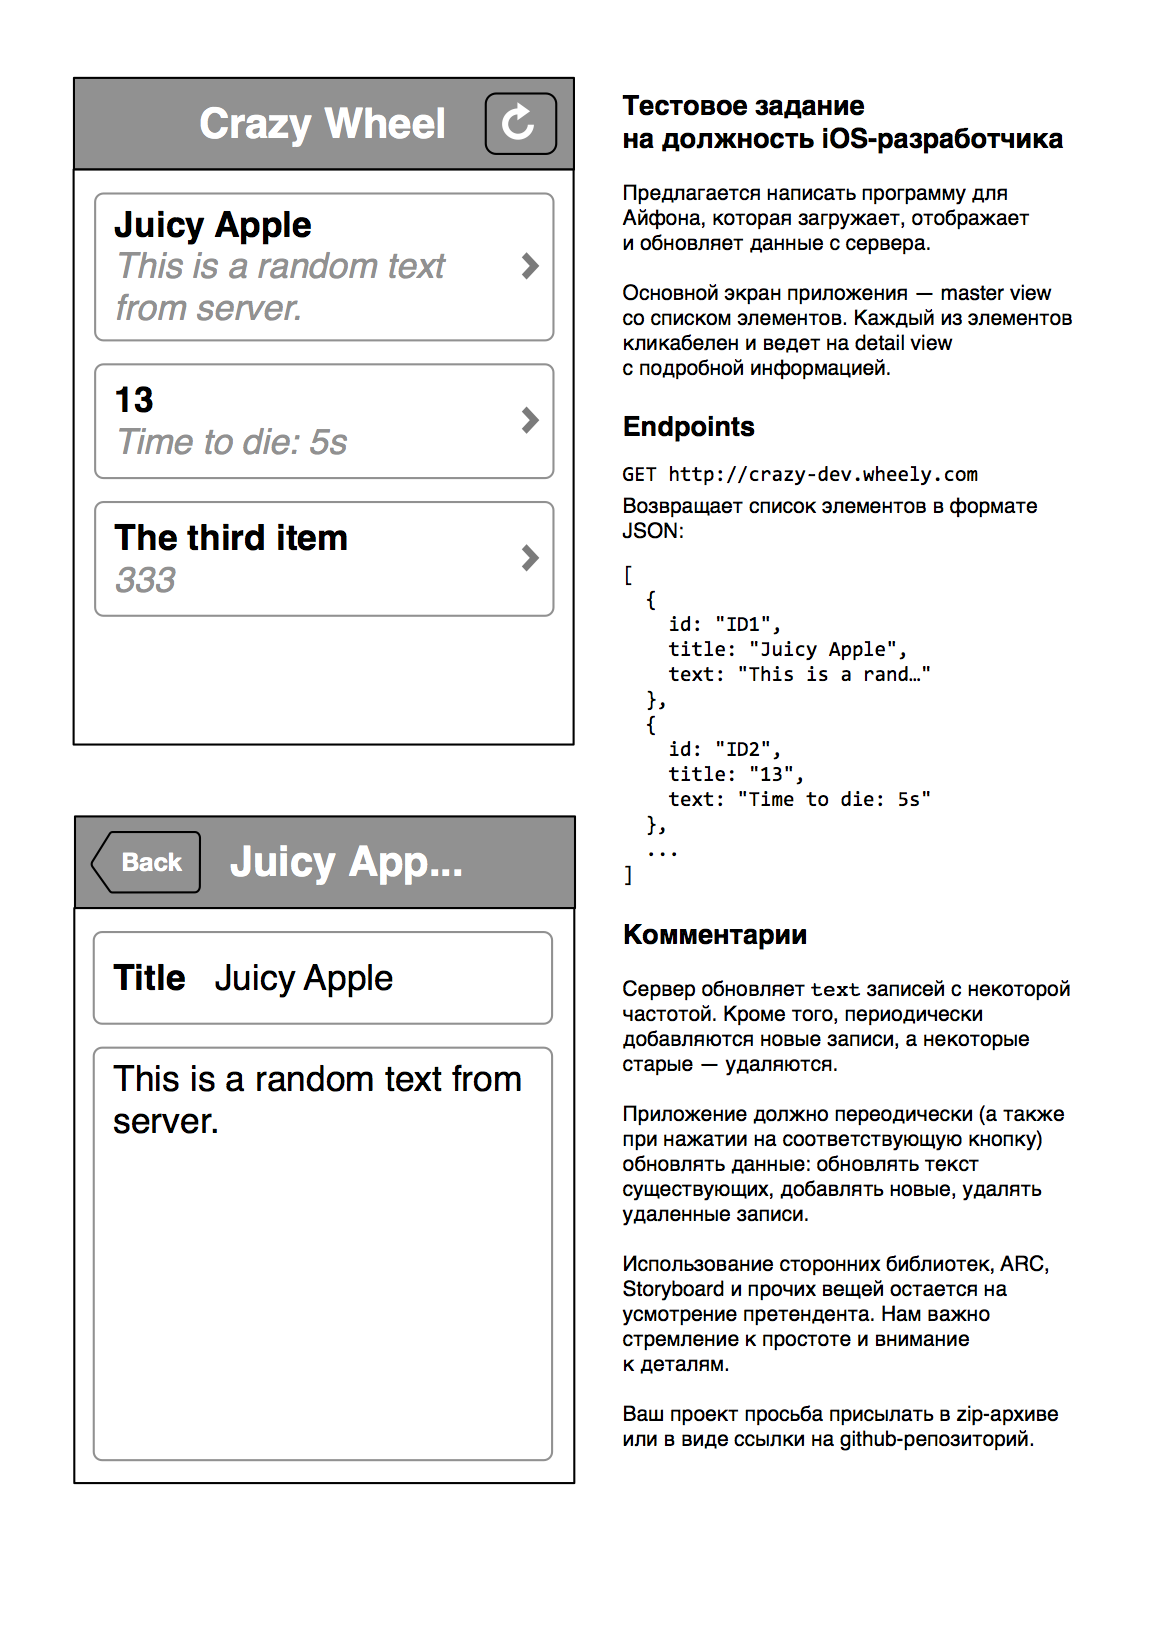 Crazy Wheel
Juicy Apple
This is a random text
from server.
13
Time to die: 5s
The third item
333
Back
Juicy App...
Title Juicy Apple
This is a random text from
server.
Тестовое задание
на должность iOS-разработчика
Предлагается написать программу для
Айфона, которая загружает, отображает
и обновляет данные с сервера.
Основной экран приложения — master view
со списком элементов. Каждый из элементов
кликабелен и ведет на detail view
с подробной информацией.
Endpoints
GET http://crazy-dev.wheely.com
Возвращает список элементов в формате
JSON:
[
{
id: "ID1",
title: "Juicy Apple",
text: "This is a rand…"
},
{
id: "ID2",
title: "13",
text: "Time to die: 5s"
},
...
]
Комментарии
Сервер обновляет text записей с некоторой
частотой. Кроме того, периодически
добавляются новые записи, а некоторые
старые — удаляются.
Приложение должно переодически (а также
при нажатии на соответствующую кнопку)
обновлять данные: обновлять текст
существующих, добавлять новые, удалять
удаленные записи.
Использование сторонних библиотек, ARC,
Storyboard и прочих вещей остается на
усмотрение претендента. Нам важно
стремление к простоте и внимание
к деталям.
Ваш проект просьба присылать в zip-архиве
или в виде ссылки на github-репозиторий.